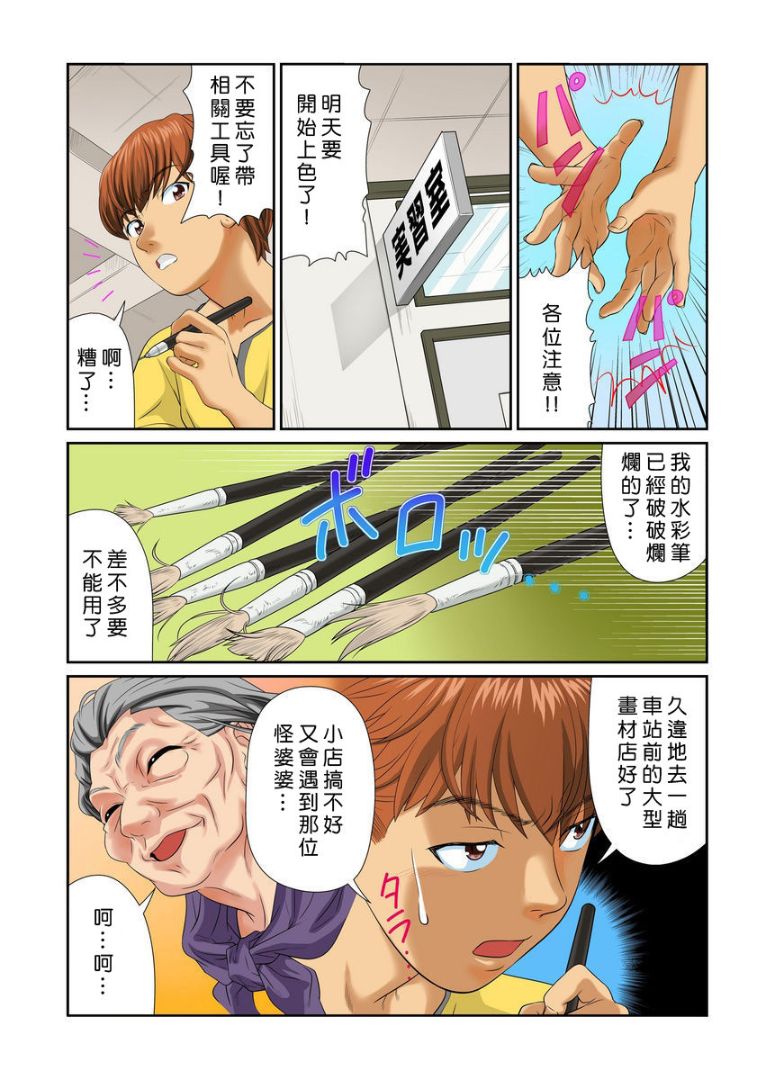 パン
パン
各位注意!!
明天要
開始上色了!
実習室
不要忘了帶
相關工具喔!
啊…
糟了…
我的水彩筆
已經破破爛
爛的了…
ボロッ…
差不多要
不能用了
久違地去一趟
車站前的大型
畫材店好了
小店搞不好
又會遇到那位
怪婆婆…
タラ…
呵…呵…